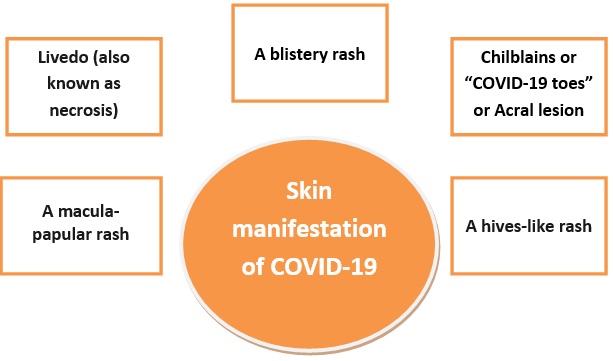 Livedo (also
known as
necrosis)
A blistery rash
Chilblains or
“COVID-19 toes”
or Acral lesion
A macula-
papular rash
Skin
manifestation
of COVID-19
A hives-like rash